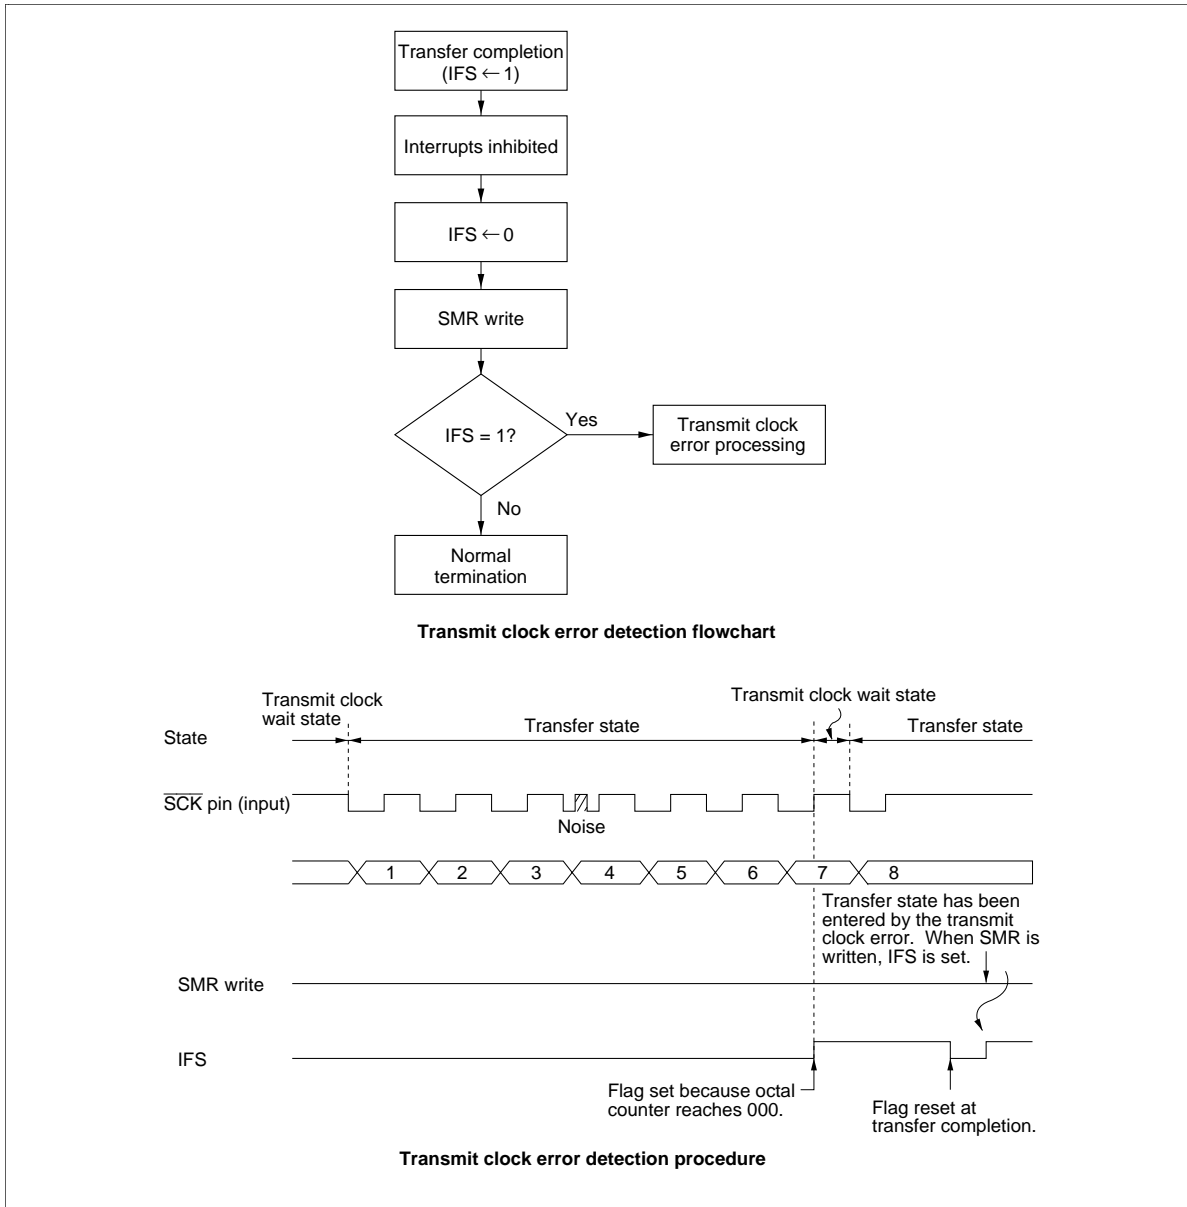 Transfer completion
(IFS ← 1)
Interrupts inhibited
IFS ← 0
SMR write
IFS = 1?
Yes
Transmit clock
error processing
No
Normal
termination
Transmit clock error detection flowchart
Transmit clock
wait state
Transmit clock wait state
State
Transfer state
Transfer state
SCK pin (input)
Noise
1 2 3 4 5 6 7 8
Transfer state has been
entered by the transmit
clock error. When SMR is
written, IFS is set.
SMR write
IFS
Flag set because octal
counter reaches 000.
Flag reset at
transfer completion.
Transmit clock error detection procedure